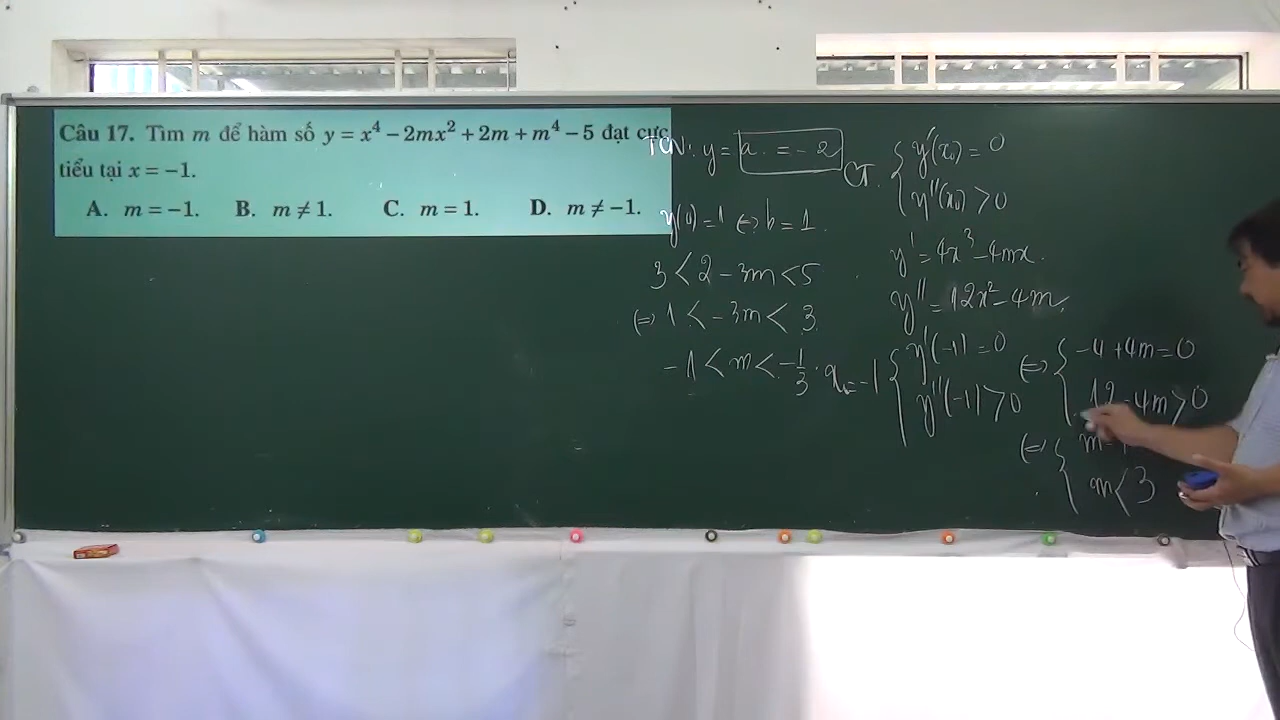 Câu 17. Tìm m để hàm số y = x⁴ − 2mx² + 2m + m⁴ − 5 đạt cực
tiểu tại x = −1.
A. m = −1. B. m ≠ 1. C. m = 1. D. m ≠ −1.
TCN: y = a = -2
y(0) = 1 ⇔ b = 1.
3 < 2 - 3m < 5
⇔ 1 < -3m < 3
-1 < m < -1/3.
CT. { y'(x₀) = 0
y''(x₀) > 0
y' = 4x³ - 4mx.
y'' = 12x² - 4m.
{ y'(-1) = 0 ⇔ { -4 + 4m = 0
y''(-1) > 0 12 - 4m > 0
⇔ { m
m < 3